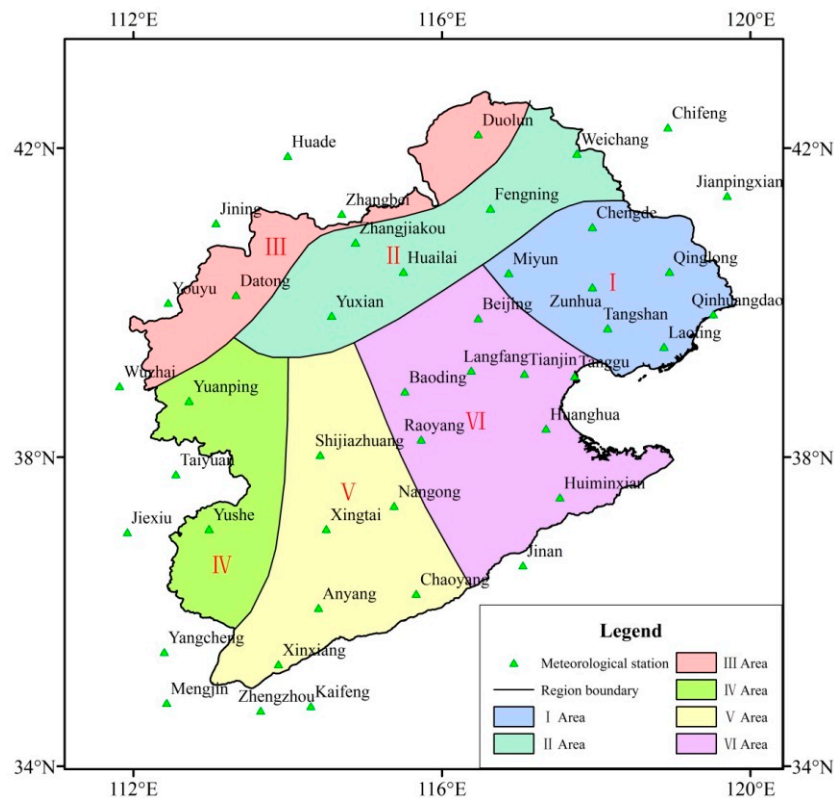 112°E 116°E 120°E
Duolun
Chifeng
Huade
Weichang
42°N 42°N
Jianpingxian
Zhangbei
Fengning
Jining
Chengde
Zhangjiakou
III
II
Huailai
Miyun
Qinglong
I
Datong
Youyu
Zunhua
Qinhuangdao
Yuxian
Beijing
Tangshan
Laoting
Wuzhai
Langfang
Tianjin
Tanggu
Yuanping
Baoding
Raoyang
VI
Huanghua
Shijiazhuang
38°N 38°N
Taiyuan
Huiminxian
V
Nangong
Jiexiu
Yushe
Xingtai
IV
Jinan
Chaoyang
Anyang
Yangcheng
Xinxiang
Mengjin
Zhengzhou
Kaifeng
Legend
Meteorological station
Region boundary
I Area
II Area
III Area
IV Area
V Area
VI Area
34°N 34°N
112°E 116°E 120°E